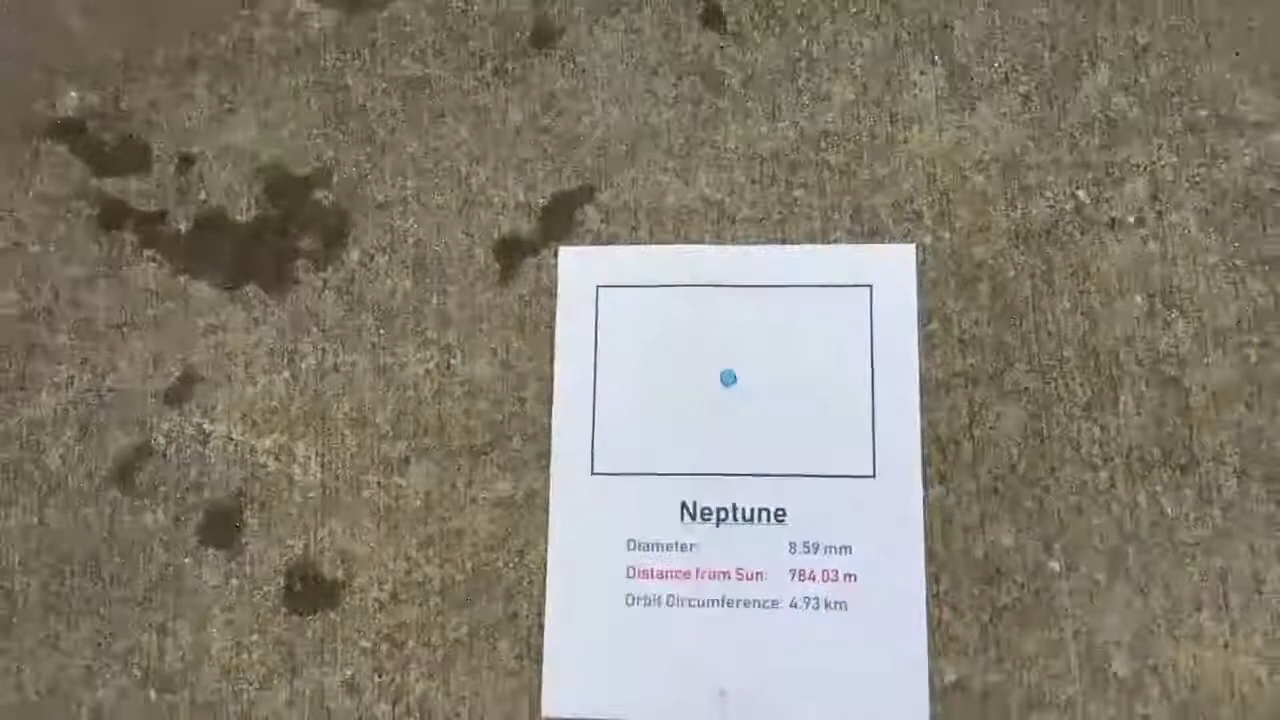 Neptune
Diameter: 8.59 mm
Distance from Sun: 784.03 m
Orbit Circumference: 4.93 km